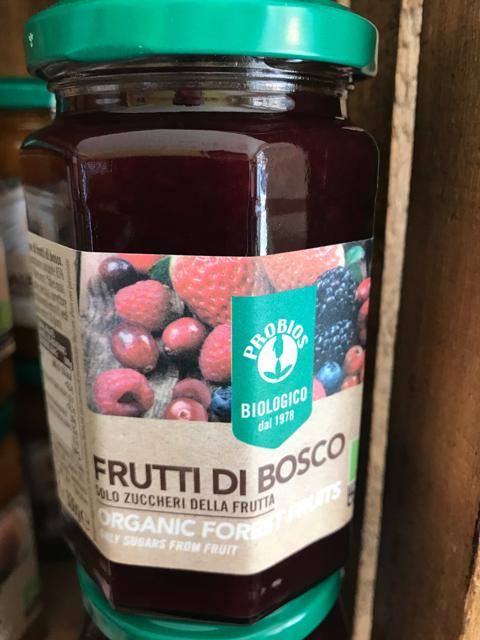 PROBIOS
BIOLOGICO
dal 1978
FRUTTI DI BOSCO
SOLO ZUCCHERI DELLA FRUTTA
ORGANIC FOREST FRUITS
ONLY SUGARS FROM FRUIT